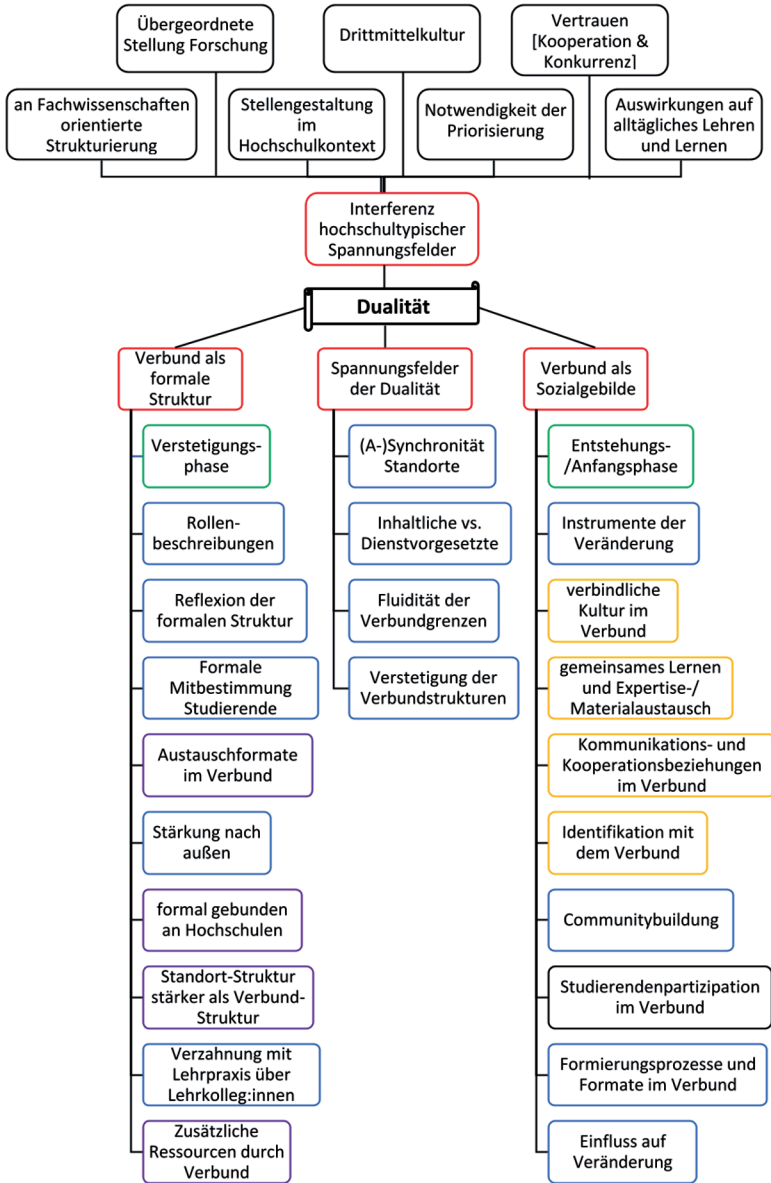 Übergeordnete
Stellung Forschung
Drittmittelkultur
Vertrauen
[Kooperation &
Konkurrenz]
an Fachwissenschaften
orientierte
Strukturierung
Stellengestaltung
im
Hochschulkontext
Notwendigkeit der
Priorisierung
Auswirkungen auf
alltägliches Lehren
und Lernen
Interferenz
hochschultypischer
Spannungsfelder
Dualität
Verbund als
formale
Struktur
Spannungsfelder
der Dualität
Verbund als
Sozialgebilde
Verstetigungs-
phase
Rollen-
beschreibungen
Reflexion der
formalen Struktur
Formale
Mitbestimmung
Studierende
Austauschformate
im Verbund
Stärkung nach
außen
formal gebunden
an Hochschulen
Standort-Struktur
stärker als Verbund-
Struktur
Verzahnung mit
Lehrpraxis über
Lehrkolleg:innen
Zusätzliche
Ressourcen durch
Verbund
(A-)Synchronität
Standorte
Inhaltliche vs.
Dienstvorgesetzte
Fluidität der
Verbundgrenzen
Verstetigung der
Verbundstrukturen
Entstehungs-
/Anfangsphase
Instrumente der
Veränderung
verbindliche
Kultur im
Verbund
gemeinsames Lernen
und Expertise-/
Materialaustausch
Kommunikations- und
Kooperationsbeziehungen
im Verbund
Identifikation mit
dem Verbund
Communitybuildung
Studierendenpartizipation
im Verbund
Formierungsprozesse und
Formate im Verbund
Einfluss auf
Veränderung